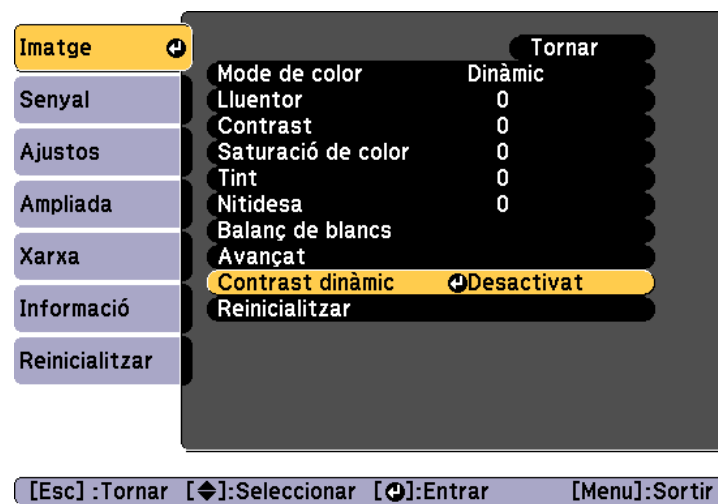 Imatge
Senyal
Ajustos
Ampliada
Xarxa
Informació
Reinicialitzar
Tornar
Mode de color Dinàmic
Lluentor 0
Contrast 0
Saturació de color 0
Tint 0
Nitidesa 0
Balanç de blancs
Avançat
Contrast dinàmic Desactivat
Reinicialitzar
[Esc] :Tornar [◆]:Seleccionar [↵]:Entrar [Menu]:Sortir